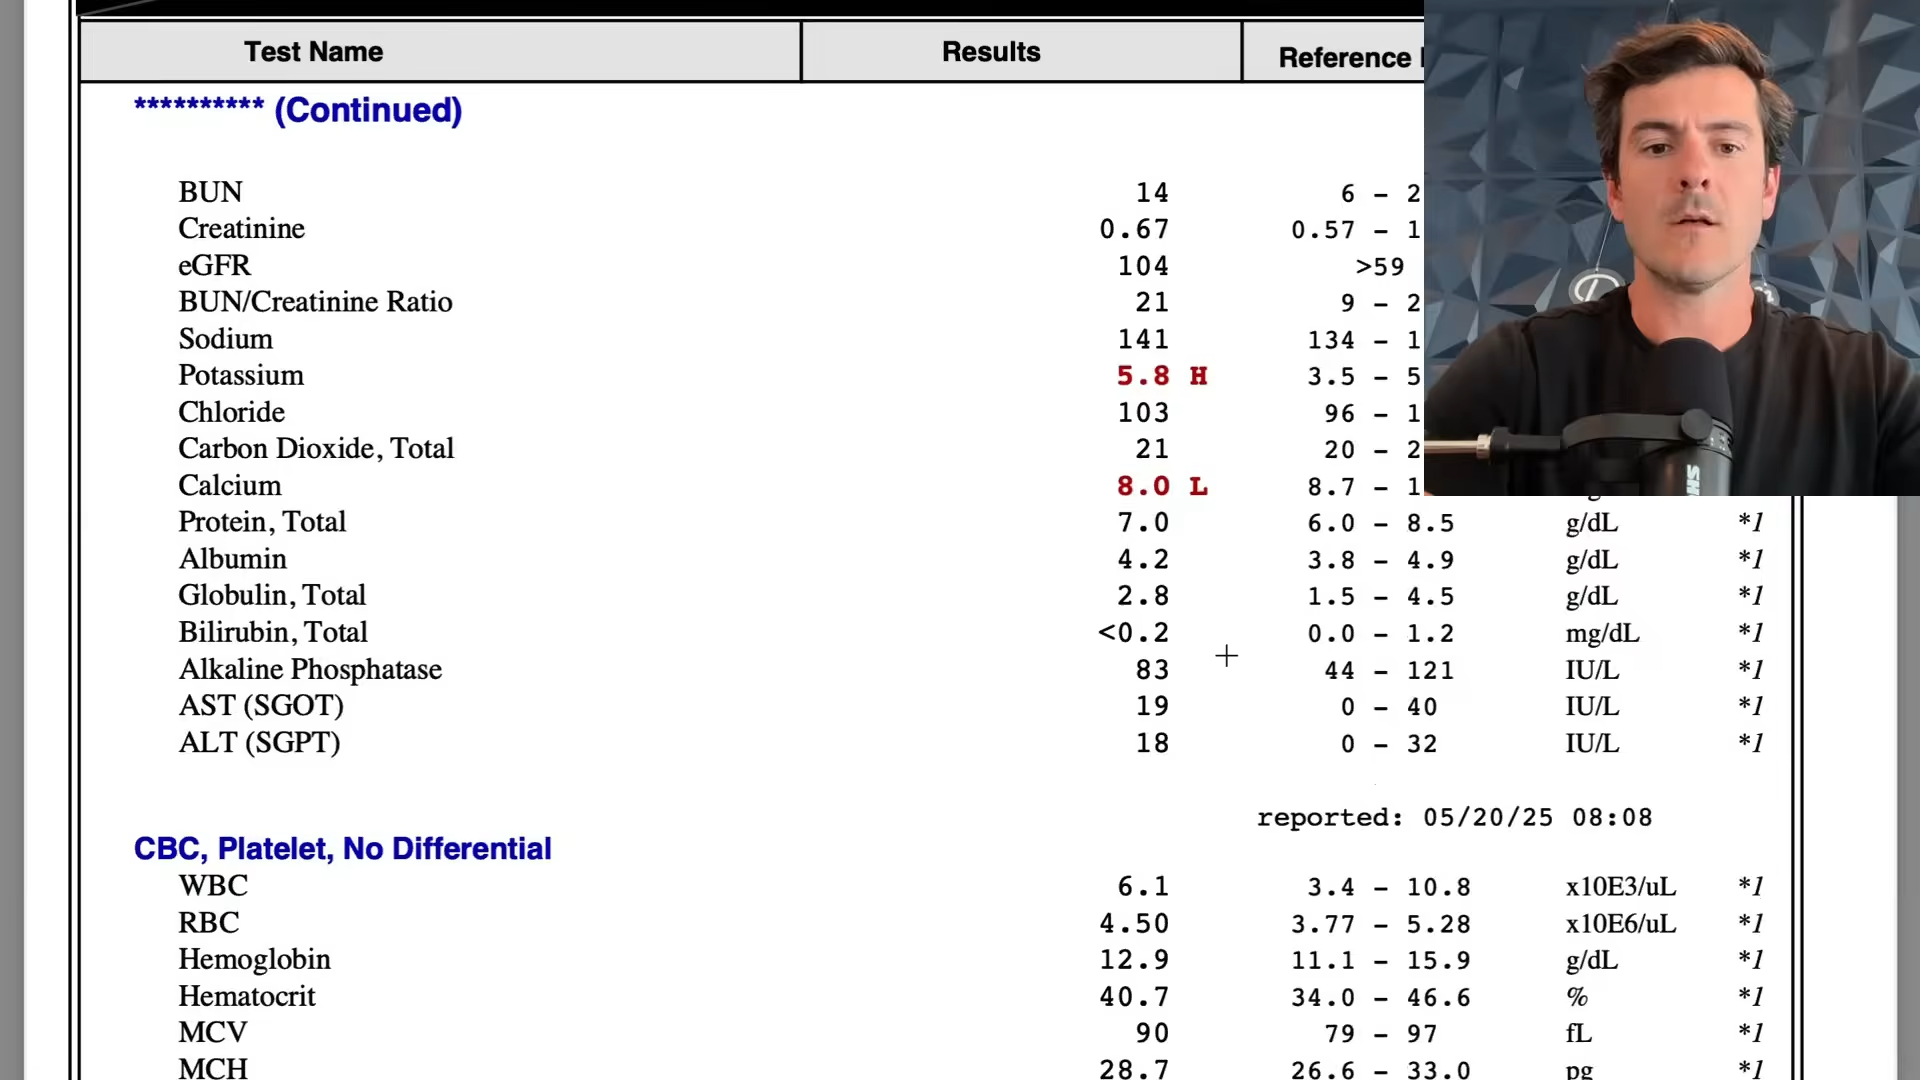 Test Name Results Reference
********** (Continued)
BUN 14 6 - 2
Creatinine 0.67 0.57 - 1
eGFR 104 >59
BUN/Creatinine Ratio 21 9 - 2
Sodium 141 134 - 1
Potassium 5.8 H 3.5 - 5
Chloride 103 96 - 1
Carbon Dioxide, Total 21 20 - 2
Calcium 8.0 L 8.7 - 1
Protein, Total 7.0 6.0 - 8.5 g/dL *1
Albumin 4.2 3.8 - 4.9 g/dL *1
Globulin, Total 2.8 1.5 - 4.5 g/dL *1
Bilirubin, Total <0.2 0.0 - 1.2 mg/dL *1
Alkaline Phosphatase 83 44 - 121 IU/L *1
AST (SGOT) 19 0 - 40 IU/L *1
ALT (SGPT) 18 0 - 32 IU/L *1
reported: 05/20/25 08:08
CBC, Platelet, No Differential
WBC 6.1 3.4 - 10.8 x10E3/uL *1
RBC 4.50 3.77 - 5.28 x10E6/uL *1
Hemoglobin 12.9 11.1 - 15.9 g/dL *1
Hematocrit 40.7 34.0 - 46.6 % *1
MCV 90 79 - 97 fL *1
MCH 28.7 26.6 - 33.0 pg *1